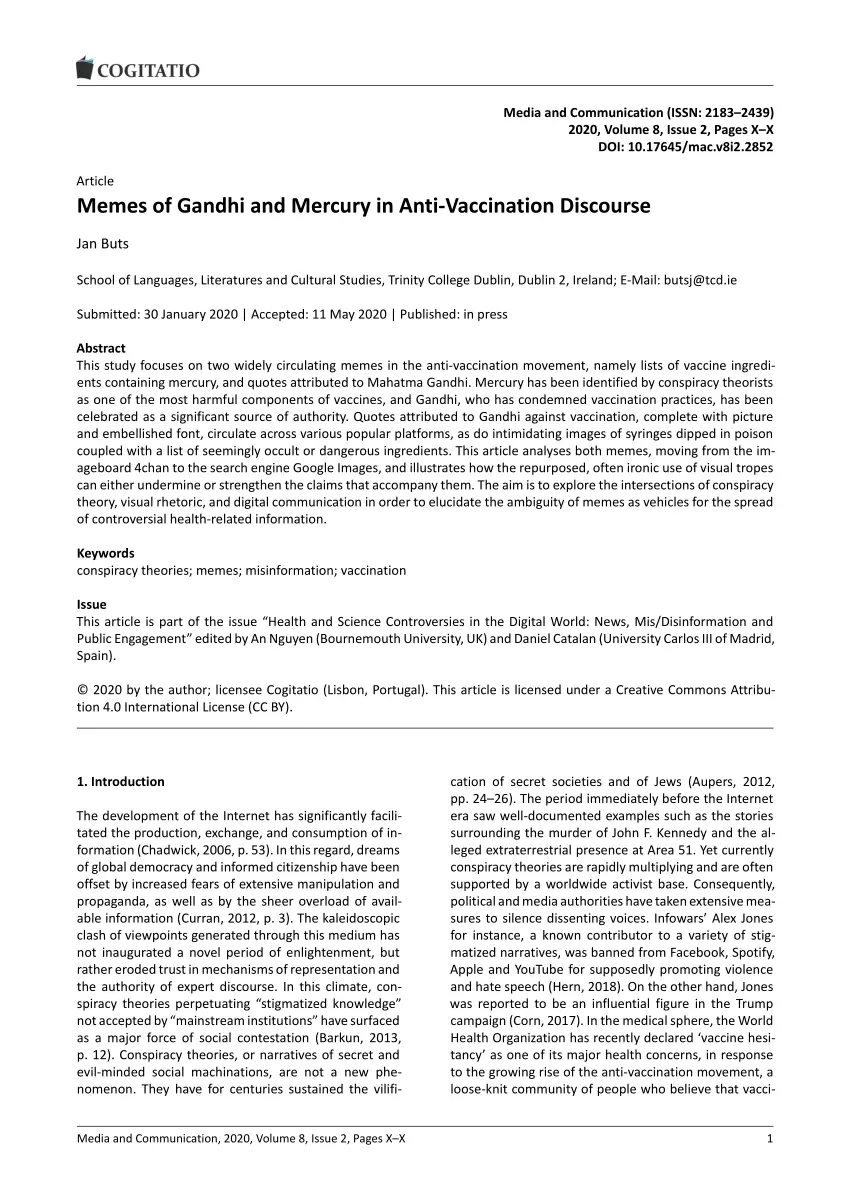 COGITATIO
Media and Communication (ISSN: 2183–2439)
2020, Volume 8, Issue 2, Pages X–X
DOI: 10.17645/mac.v8i2.2852
Article
Memes of Gandhi and Mercury in Anti-Vaccination Discourse
Jan Buts
School of Languages, Literatures and Cultural Studies, Trinity College Dublin, Dublin 2, Ireland; E-Mail: butsj@tcd.ie
Submitted: 30 January 2020 | Accepted: 11 May 2020 | Published: in press
Abstract
This study focuses on two widely circulating memes in the anti-vaccination movement, namely lists of vaccine ingredi-
ents containing mercury, and quotes attributed to Mahatma Gandhi. Mercury has been identified by conspiracy theorists
as one of the most harmful components of vaccines, and Gandhi, who has condemned vaccination practices, has been
celebrated as a significant source of authority. Quotes attributed to Gandhi against vaccination, complete with picture
and embellished font, circulate across various popular platforms, as do intimidating images of syringes dipped in poison
coupled with a list of seemingly occult or dangerous ingredients. This article analyses both memes, moving from the im-
ageboard 4chan to the search engine Google Images, and illustrates how the repurposed, often ironic use of visual tropes
can either undermine or strengthen the claims that accompany them. The aim is to explore the intersections of conspiracy
theory, visual rhetoric, and digital communication in order to elucidate the ambiguity of memes as vehicles for the spread
of controversial health-related information.
Keywords
conspiracy theories; memes; misinformation; vaccination
Issue
This article is part of the issue “Health and Science Controversies in the Digital World: News, Mis/Disinformation and
Public Engagement” edited by An Nguyen (Bournemouth University, UK) and Daniel Catalan (University Carlos III of Madrid,
Spain).
© 2020 by the author; licensee Cogitatio (Lisbon, Portugal). This article is licensed under a Creative Commons Attribu-
tion 4.0 International License (CC BY).
1. Introduction
The development of the Internet has significantly facili-
tated the production, exchange, and consumption of in-
formation (Chadwick, 2006, p. 53). In this regard, dreams
of global democracy and informed citizenship have been
offset by increased fears of extensive manipulation and
propaganda, as well as by the sheer overload of avail-
able information (Curran, 2012, p. 3). The kaleidoscopic
clash of viewpoints generated through this medium has
not inaugurated a novel period of enlightenment, but
rather eroded trust in mechanisms of representation and
the authority of expert discourse. In this climate, con-
spiracy theories perpetuating “stigmatized knowledge”
not accepted by “mainstream institutions” have surfaced
as a major force of social contestation (Barkun, 2013,
p. 12). Conspiracy theories, or narratives of secret and
evil-minded social machinations, are not a new phe-
nomenon. They have for centuries sustained the vilifi-
cation of secret societies and of Jews (Aupers, 2012,
pp. 24–26). The period immediately before the Internet
era saw well-documented examples such as the stories
surrounding the murder of John F. Kennedy and the al-
leged extraterrestrial presence at Area 51. Yet currently
conspiracy theories are rapidly multiplying and are often
supported by a worldwide activist base. Consequently,
political and media authorities have taken extensive mea-
sures to silence dissenting voices. Infowars’ Alex Jones
for instance, a known contributor to a variety of stig-
matized narratives, was banned from Facebook, Spotify,
Apple and YouTube for supposedly promoting violence
and hate speech (Hern, 2018). On the other hand, Jones
was reported to be an influential figure in the Trump
campaign (Corn, 2017). In the medical sphere, the World
Health Organization has recently declared ‘vaccine hesi-
tancy’ as one of its major health concerns, in response
to the growing rise of the anti-vaccination movement, a
loose-knit community of people who believe that vacci-
Media and Communication, 2020, Volume 8, Issue 2, Pages X–X
1